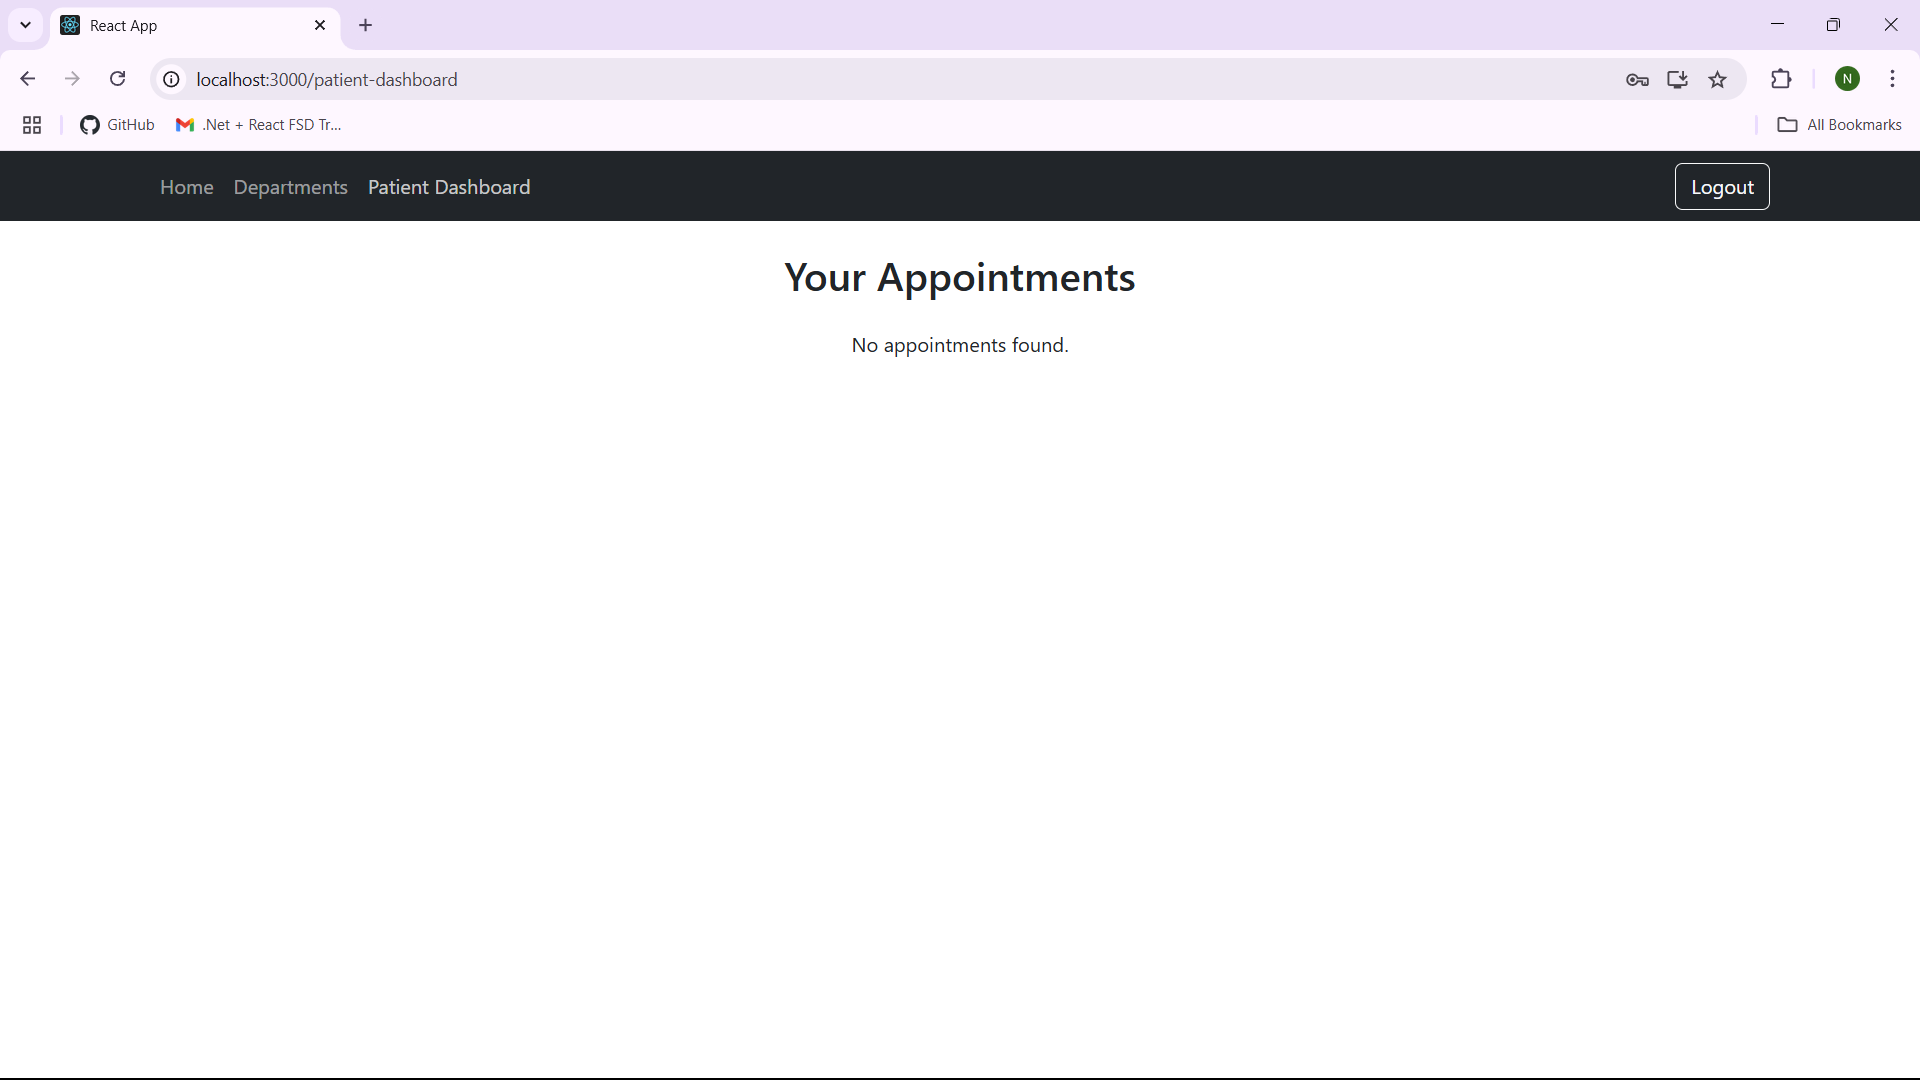 React App
localhost:3000/patient-dashboard
N
GitHub
.Net + React FSD Tr...
All Bookmarks
Home Departments Patient Dashboard Logout
Your Appointments
No appointments found.